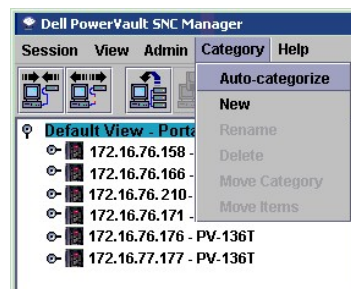 Dell PowerVault SNC Manager
Session View Admin Category Help
Auto-categorize
New
Rename
Delete
Move Category
Move Items
Default View - Porta
172.16.76.158 -
172.16.76.166 -
172.16.76.210-
172.16.76.171 -
172.16.76.176 - PV-136T
172.16.77.177 - PV-136T